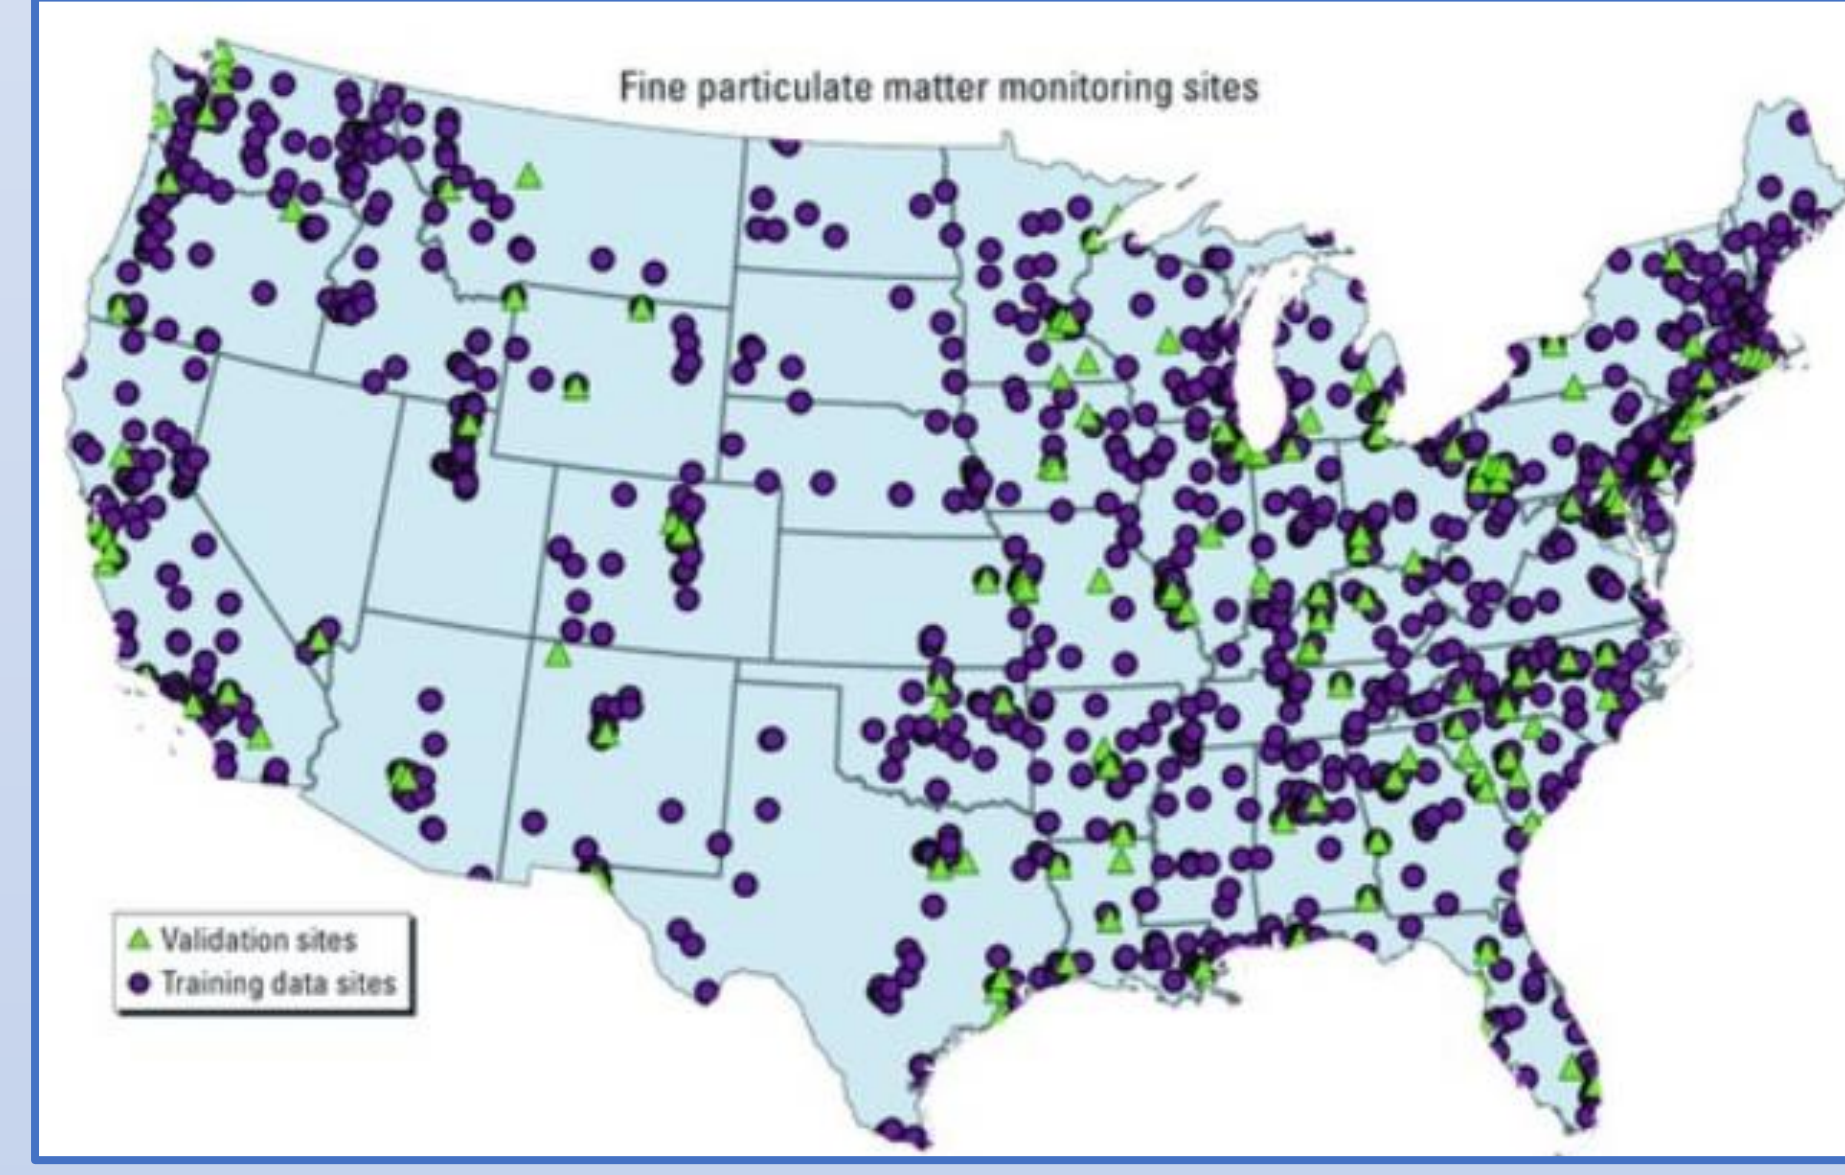 Fine particulate matter monitoring sites
Validation sites
Training data sites